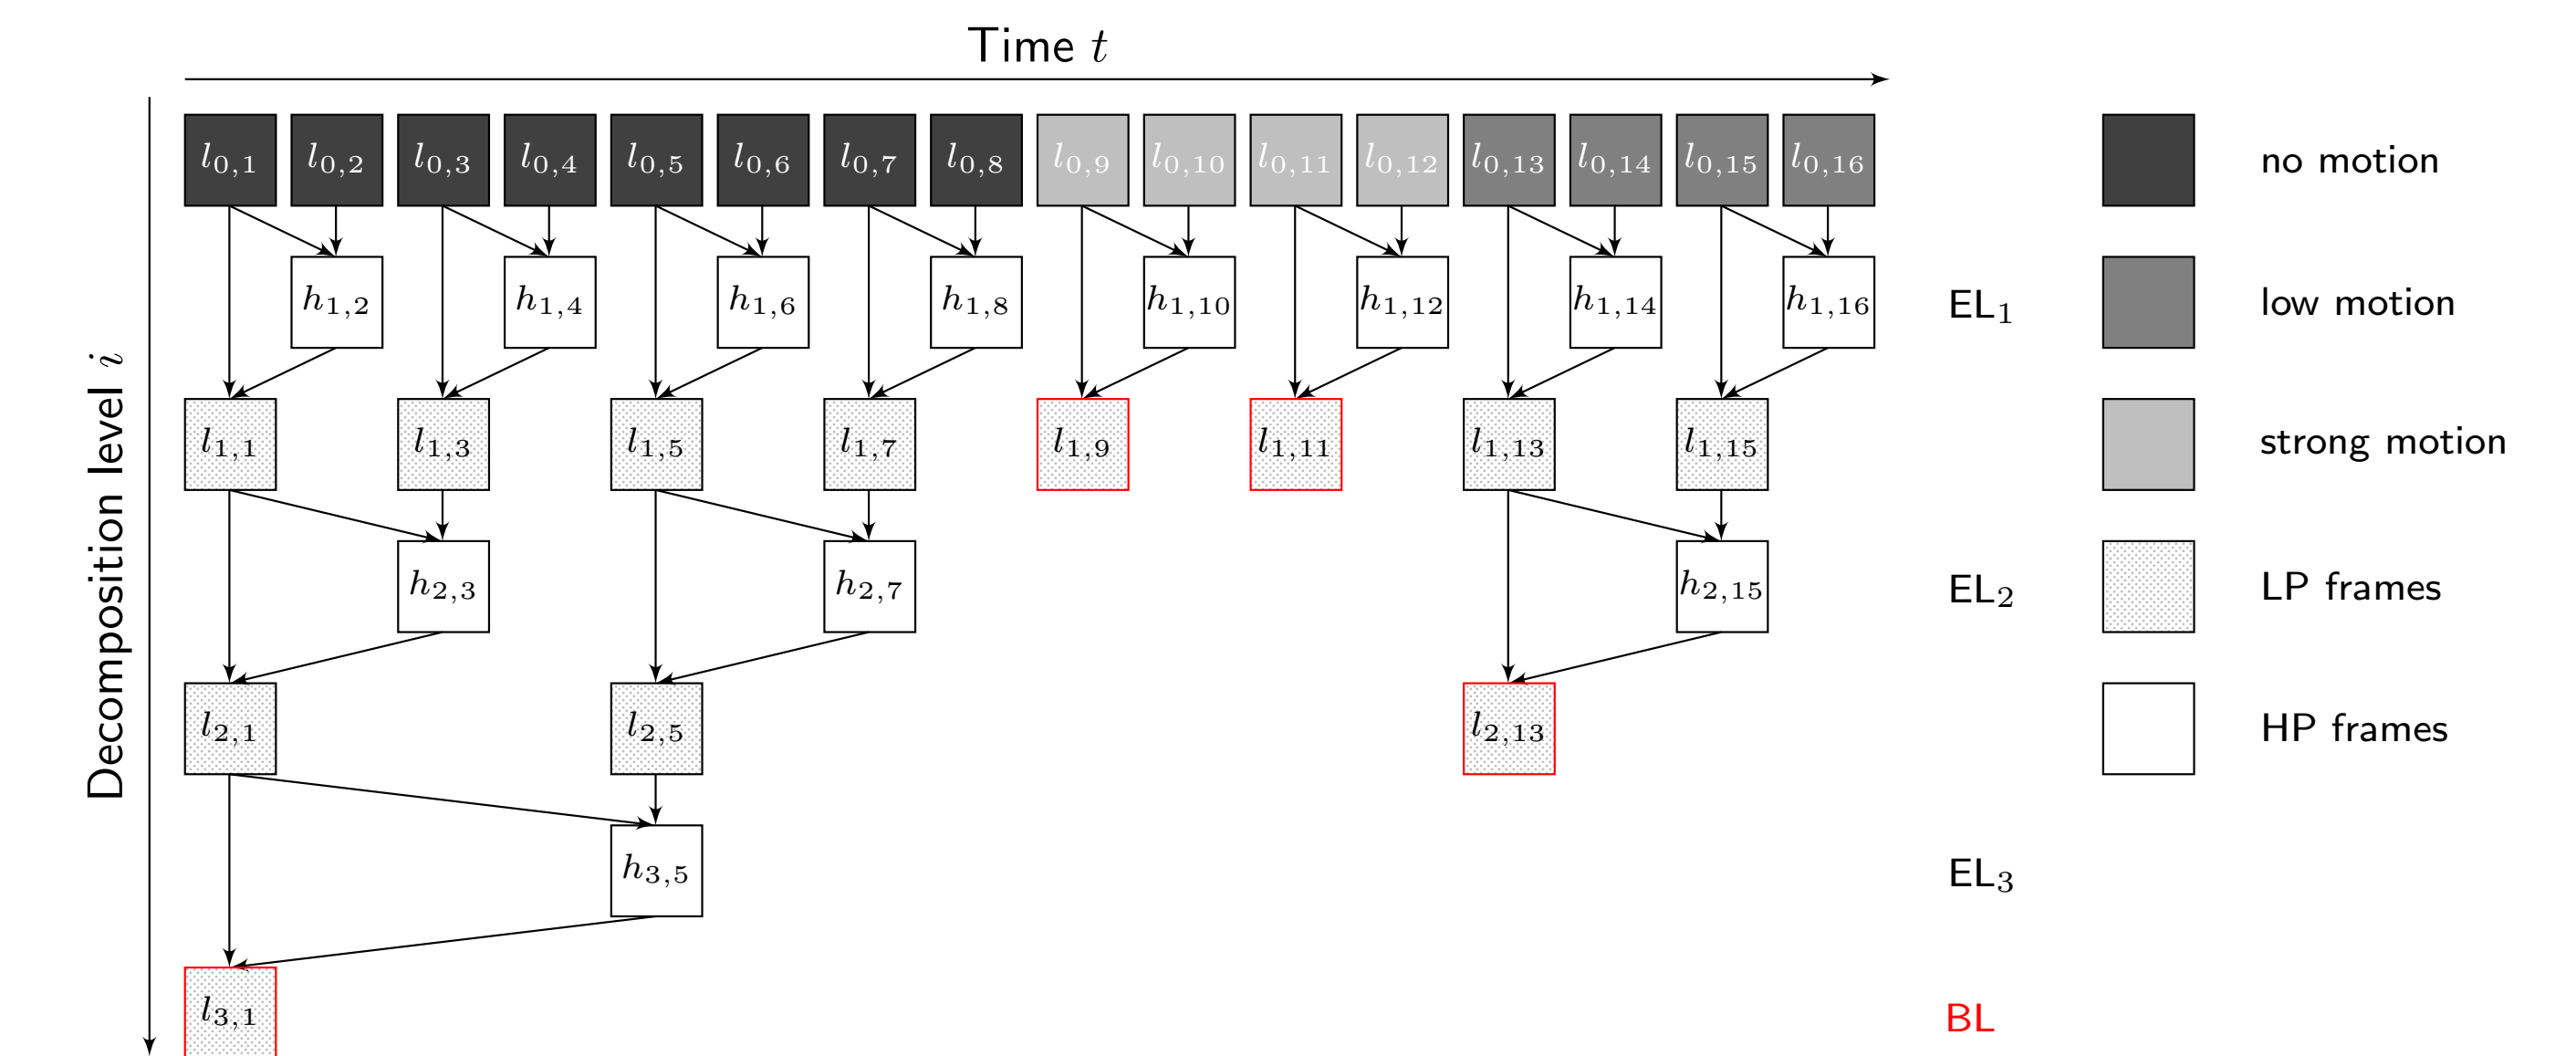 Time t
l0,1 l0,2 l0,3 l0,4 l0,5 l0,6 l0,7 l0,8 l0,9 l0,10 l0,11 l0,12 l0,13 l0,14 l0,15 l0,16 no motion
h1,2 h1,4 h1,6 h1,8 h1,10 h1,12 h1,14 h1,16 EL1 low motion
Decomposition level i
l1,1 l1,3 l1,5 l1,7 l1,9 l1,11 l1,13 l1,15 strong motion
h2,3 h2,7 h2,15 EL2 LP frames
l2,1 l2,5 l2,13 HP frames
h3,5 EL3
l3,1 BL